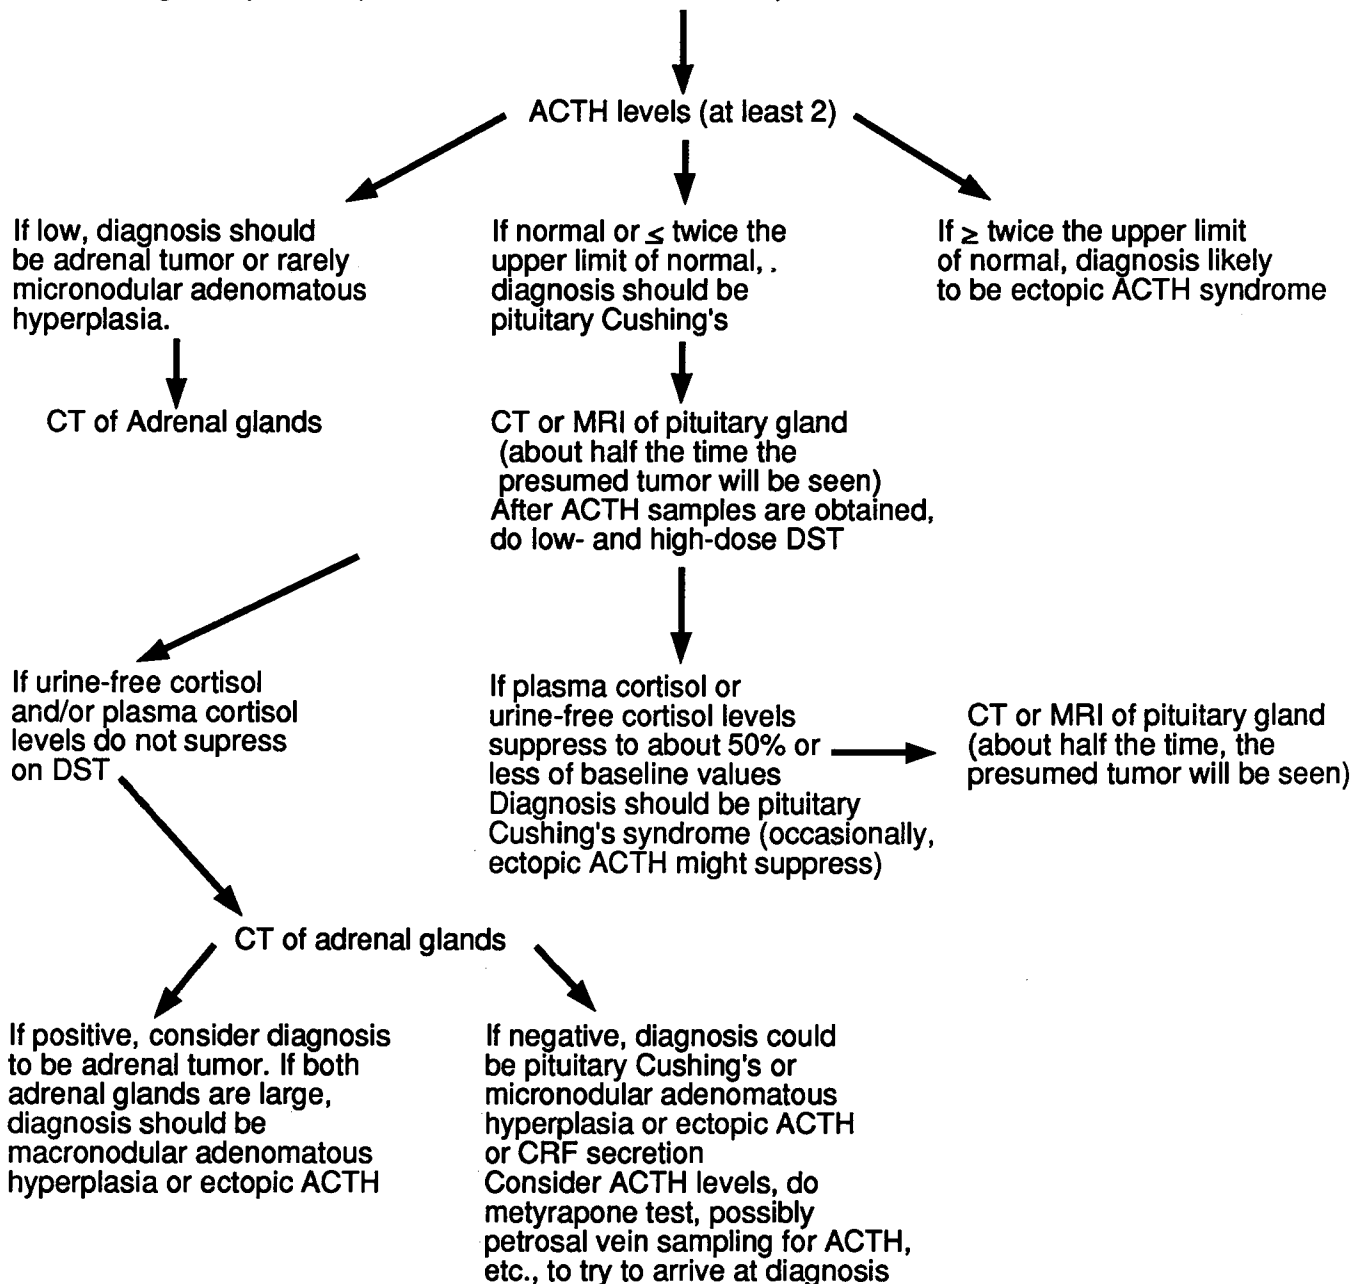 ACTH levels (at least 2)
If low, diagnosis should
be adrenal tumor or rarely
micronodular adenomatous
hyperplasia.
If normal or ≤ twice the
upper limit of normal, .
diagnosis should be
pituitary Cushing's
If ≥ twice the upper limit
of normal, diagnosis likely
to be ectopic ACTH syndrome
CT of Adrenal glands
CT or MRI of pituitary gland
(about half the time the
presumed tumor will be seen)
After ACTH samples are obtained,
do low- and high-dose DST
If urine-free cortisol
and/or plasma cortisol
levels do not supress
on DST
If plasma cortisol or
urine-free cortisol levels
suppress to about 50% or
less of baseline values
Diagnosis should be pituitary
Cushing's syndrome (occasionally,
ectopic ACTH might suppress)
CT or MRI of pituitary gland
(about half the time, the
presumed tumor will be seen)
CT of adrenal glands
If positive, consider diagnosis
to be adrenal tumor. If both
adrenal glands are large,
diagnosis should be
macronodular adenomatous
hyperplasia or ectopic ACTH
If negative, diagnosis could
be pituitary Cushing's or
micronodular adenomatous
hyperplasia or ectopic ACTH
or CRF secretion
Consider ACTH levels, do
metyrapone test, possibly
petrosal vein sampling for ACTH,
etc., to try to arrive at diagnosis